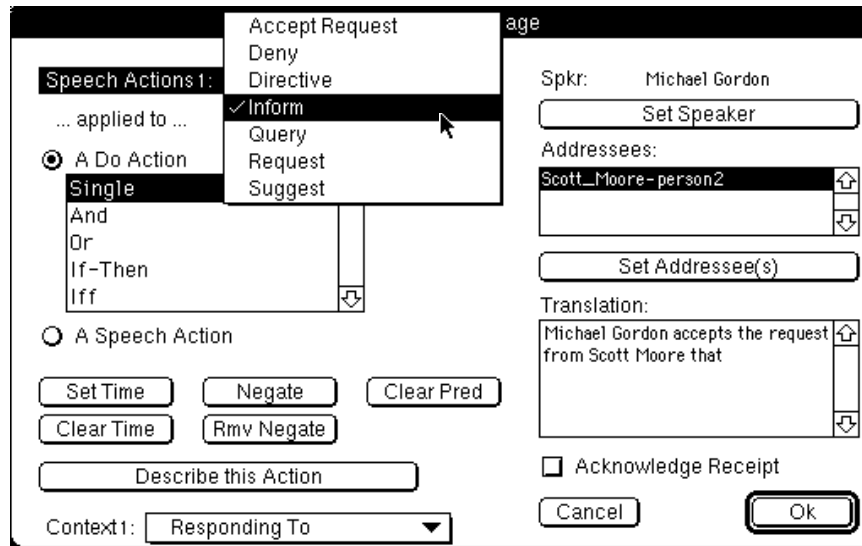 age
Accept Request
Deny
Directive
✓Inform
Query
Request
Suggest
Speech Actions1:
... applied to ...
A Do Action
Single
And
Or
If-Then
Iff
A Speech Action
Set Time
Negate
Clear Pred
Clear Time
Rmv Negate
Describe this Action
Context1:
Responding To
Spkr: Michael Gordon
Set Speaker
Addressees:
Scott_Moore-person2
Set Addressee(s)
Translation:
Michael Gordon accepts the request
from Scott Moore that
Acknowledge Receipt
Cancel
Ok